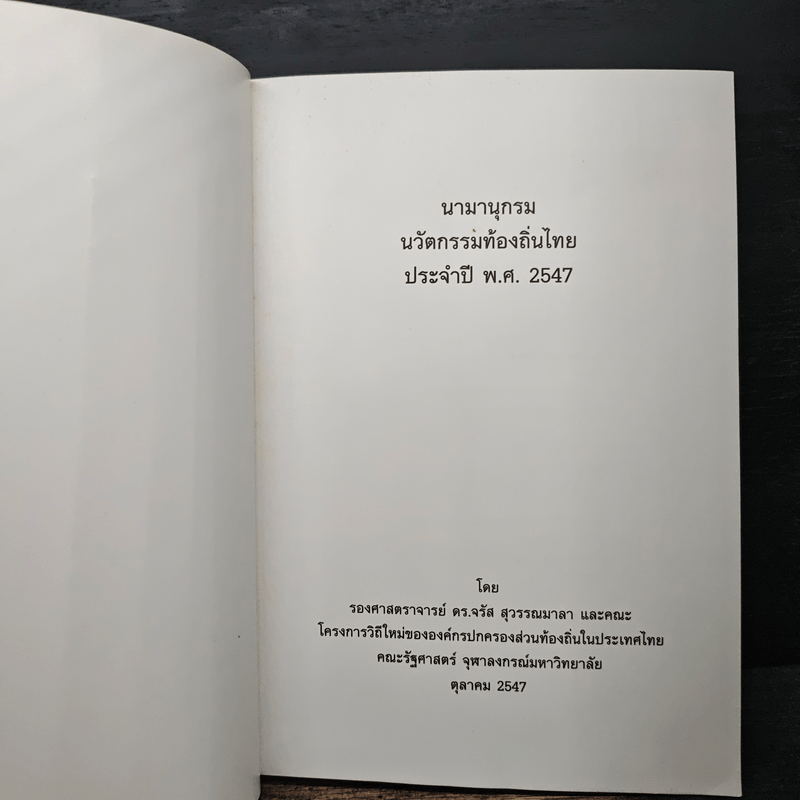 นามานุกรม
นวัตกรรมท้องถิ่นไทย
ประจำปี พ.ศ. 2547
โดย
รองศาสตราจารย์ ดร.จรัส สุวรรณมาลา และคณะ
โครงการวิถีใหม่ขององค์กรปกครองส่วนท้องถิ่นในประเทศไทย
คณะรัฐศาสตร์ จุฬาลงกรณ์มหาวิทยาลัย
ตุลาคม 2547